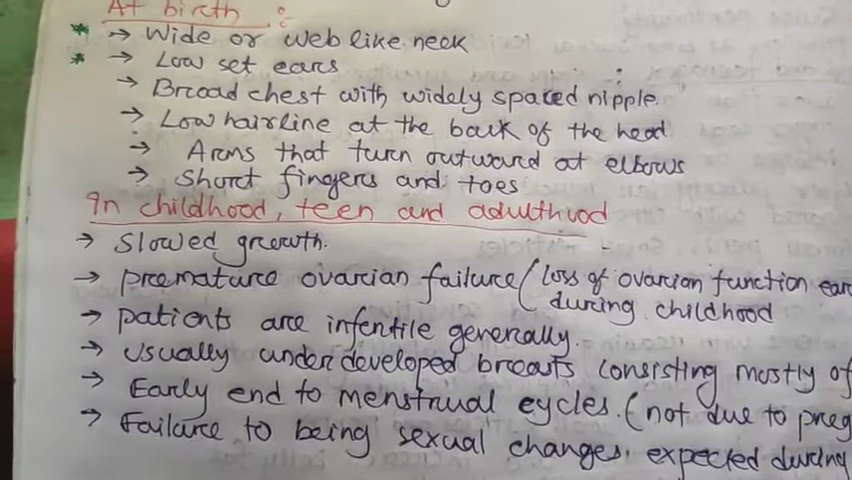 At birth :
* → Wide or web like neck
* → Low set ears
→ Broad chest with widely spaced nipple.
→ Low hairline at the back of the head
→ Arms that turn outward at elbows
→ Short fingers and toes
In childhood, teen and adulthood
→ Slowed growth.
→ Premature ovarian failure (loss of ovarian function ear
during childhood
→ Patients are infertile generally.
→ Usually underdeveloped breasts consisting mostly of
→ Early end to menstrual cycles. (not due to preg
→ Failure to being sexual changes. expected during